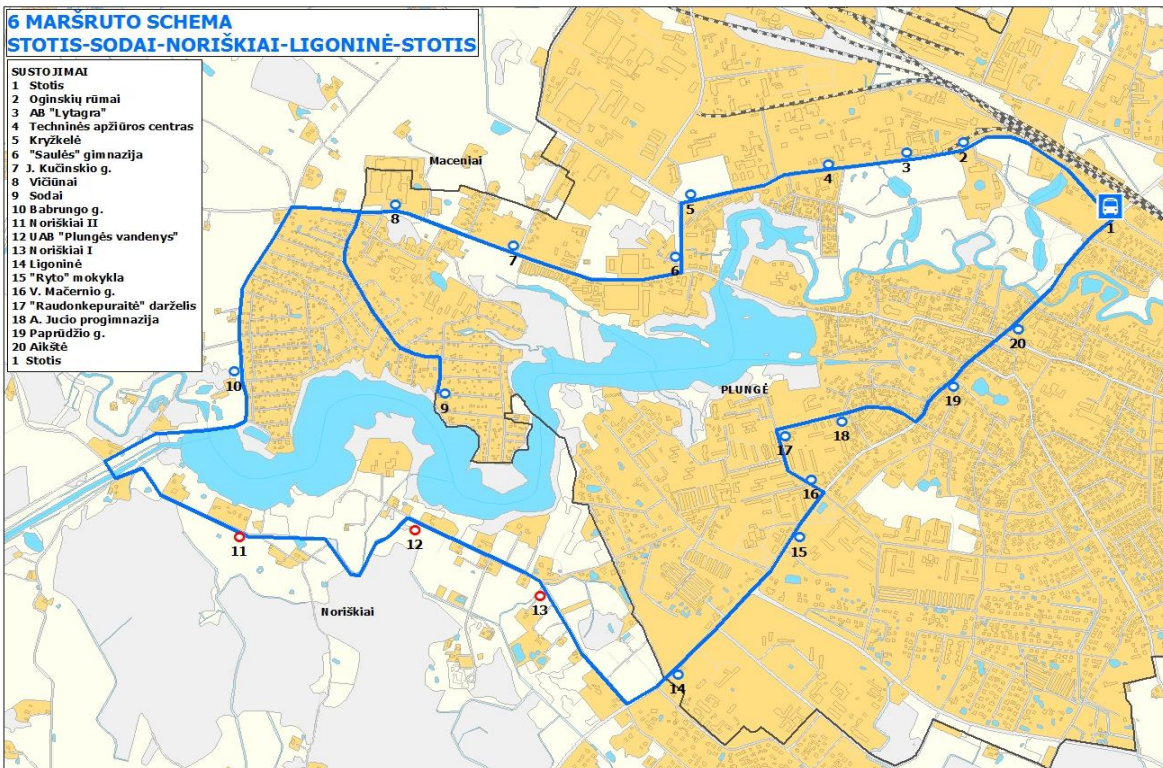 6 MARŠRUTO SCHEMA
STOTIS-SODAI-NORIŠKIAI-LIGONINĖ-STOTIS
SUSTOJIMAI
1 Stotis
2 Oginskių rūmai
3 AB "Lytagra"
4 Techninės apžiūros centras
5 Kryžkelė
6 "Saulės" gimnazija
7 J. Kučinskio g.
8 Vičiūnai
9 Sodai
10 Babrungo g.
11 Noriškiai II
12 UAB "Plungės vandenys"
13 Noriškiai I
14 Ligoninė
15 "Ryto" mokykla
16 V. Mačernio g.
17 "Raudonkepuraitė" darželis
18 A. Jucio progimnazija
19 Paprūdžio g.
20 Aikštė
1 Stotis
Maceniai
2
3
4
5
1
8
7
6
20
10
9
PLUNGĖ
19
18
17
16
11
12
15
13
Noriškiai
14